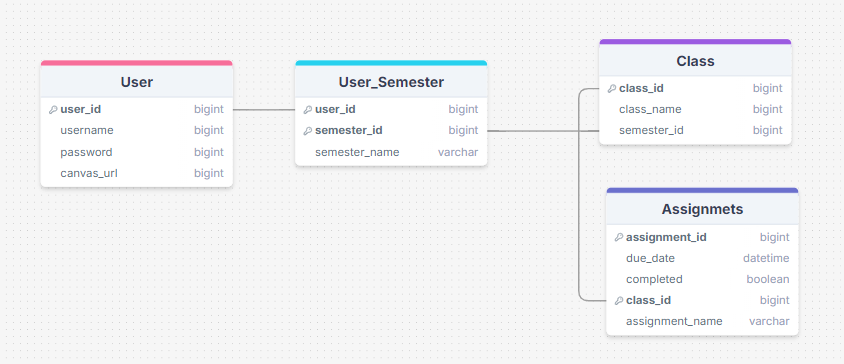 User
user_id bigint
username bigint
password bigint
canvas_url bigint
User_Semester
user_id bigint
semester_id bigint
semester_name varchar
Class
class_id bigint
class_name bigint
semester_id bigint
Assignmets
assignment_id bigint
due_date datetime
completed boolean
class_id bigint
assignment_name varchar